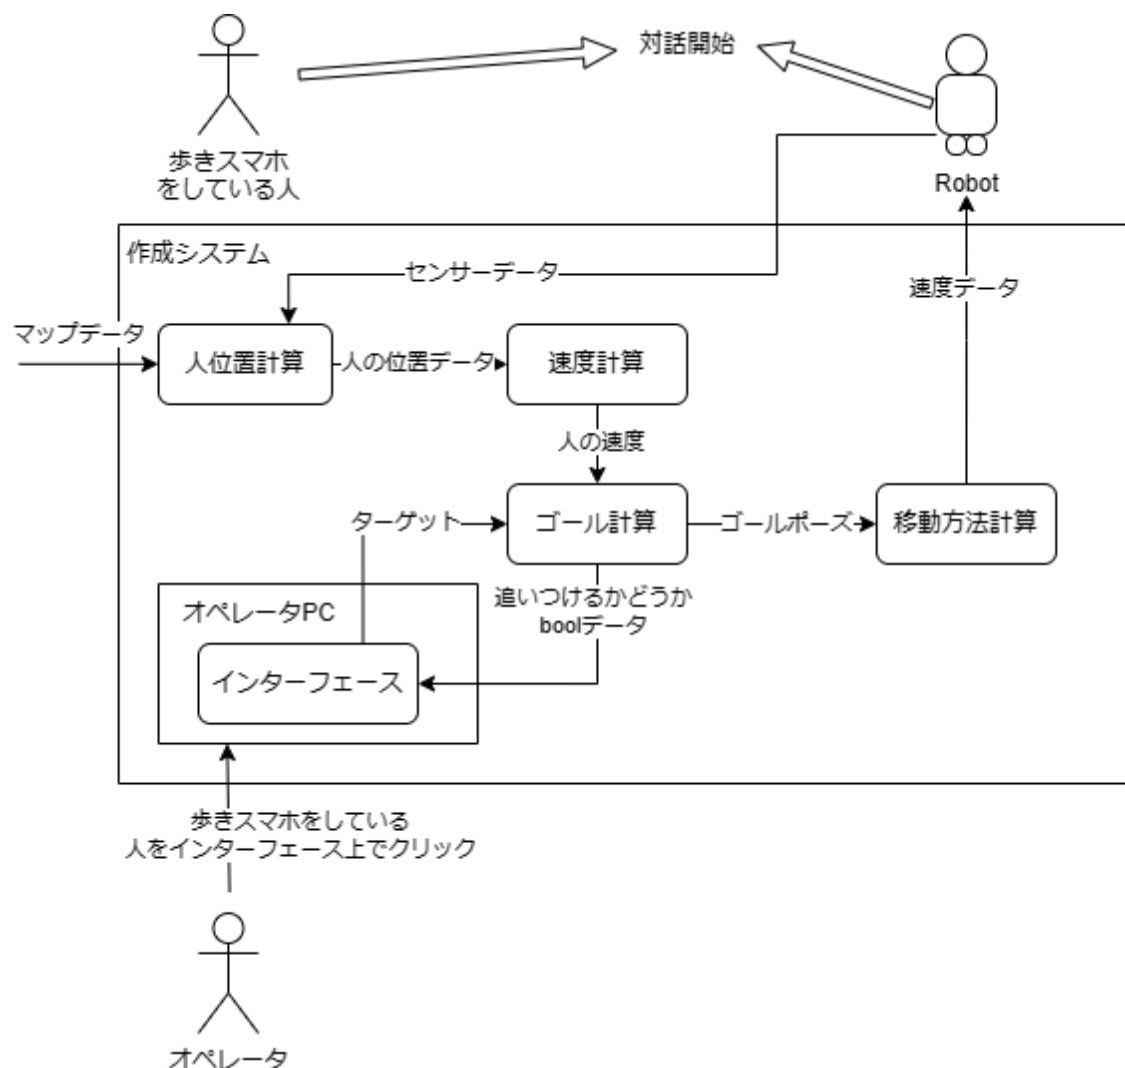 対話開始
歩きスマホ
をしている人
Robot
作成システム
センサーデータ
速度データ
マップデータ
人位置計算
人の位置データ
速度計算
人の速度
ターゲット
ゴール計算
ゴールポーズ
移動方法計算
追いつけるかどうか
boolデータ
オペレータPC
インターフェース
歩きスマホをしている
人をインターフェース上でクリック
オペレータ